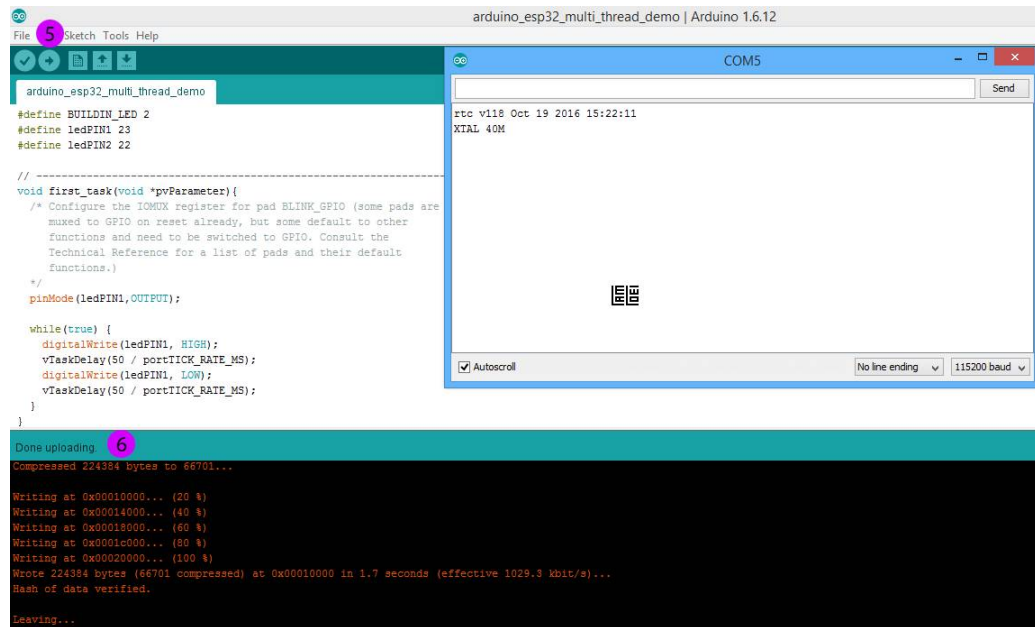 arduino_esp32_multi_thread_demo | Arduino 1.6.12
File 5 Sketch Tools Help
arduino_esp32_multi_thread_demo
#define BUILDIN_LED 2
#define ledPIN1 23
#define ledPIN2 22
// ----------------------------------------------------------------
void first_task(void *pvParameter){
/* Configure the IOMUX register for pad BLINK_GPIO (some pads are
muxed to GPIO on reset already, but some default to other
functions and need to be switched to GPIO. Consult the
Technical Reference for a list of pads and their default
functions.)
*/
pinMode(ledPIN1,OUTPUT);
while(true) {
digitalWrite(ledPIN1, HIGH);
vTaskDelay(50 / portTICK_RATE_MS);
digitalWrite(ledPIN1, LOW);
vTaskDelay(50 / portTICK_RATE_MS);
}
}
COM5
Send
rtc v118 Oct 19 2016 15:22:11
XTAL 40M
Autoscroll
No line ending
115200 baud
Done uploading. 6
Compressed 224384 bytes to 66701...
Writing at 0x00010000... (20 %)
Writing at 0x00014000... (40 %)
Writing at 0x00018000... (60 %)
Writing at 0x0001c000... (80 %)
Writing at 0x00020000... (100 %)
Wrote 224384 bytes (66701 compressed) at 0x00010000 in 1.7 seconds (effective 1029.3 kbit/s)...
Hash of data verified.
Leaving...